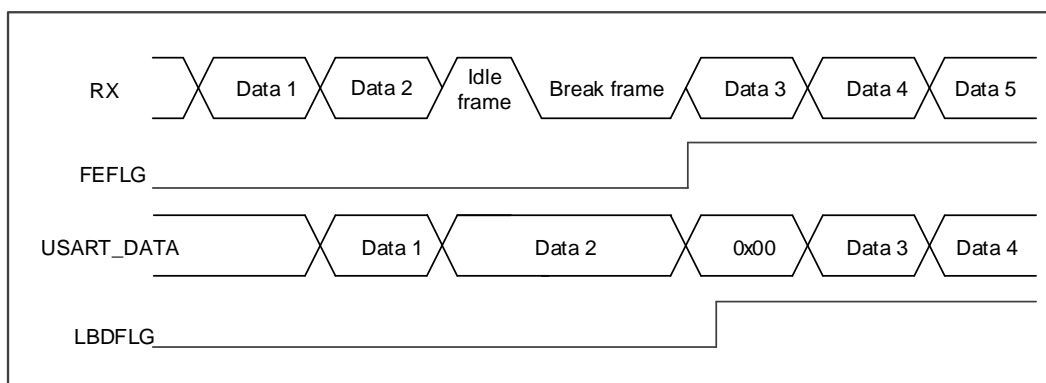 RX
Data 1
Data 2
Idle
frame
Break frame
Data 3
Data 4
Data 5
FEFLG
USART_DATA
Data 1
Data 2
0x00
Data 3
Data 4
LBDFLG